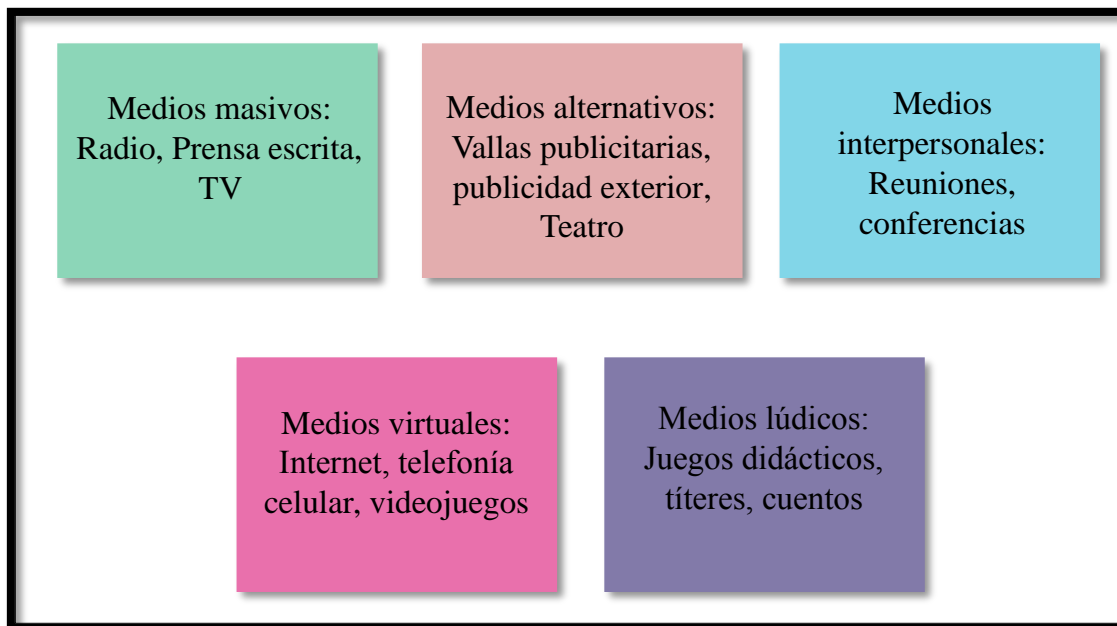 Medios masivos:
Radio, Prensa escrita,
TV
Medios alternativos:
Vallas publicitarias,
publicidad exterior,
Teatro
Medios
interpersonales:
Reuniones,
conferencias
Medios virtuales:
Internet, telefonía
celular, videojuegos
Medios lúdicos:
Juegos didácticos,
títeres, cuentos